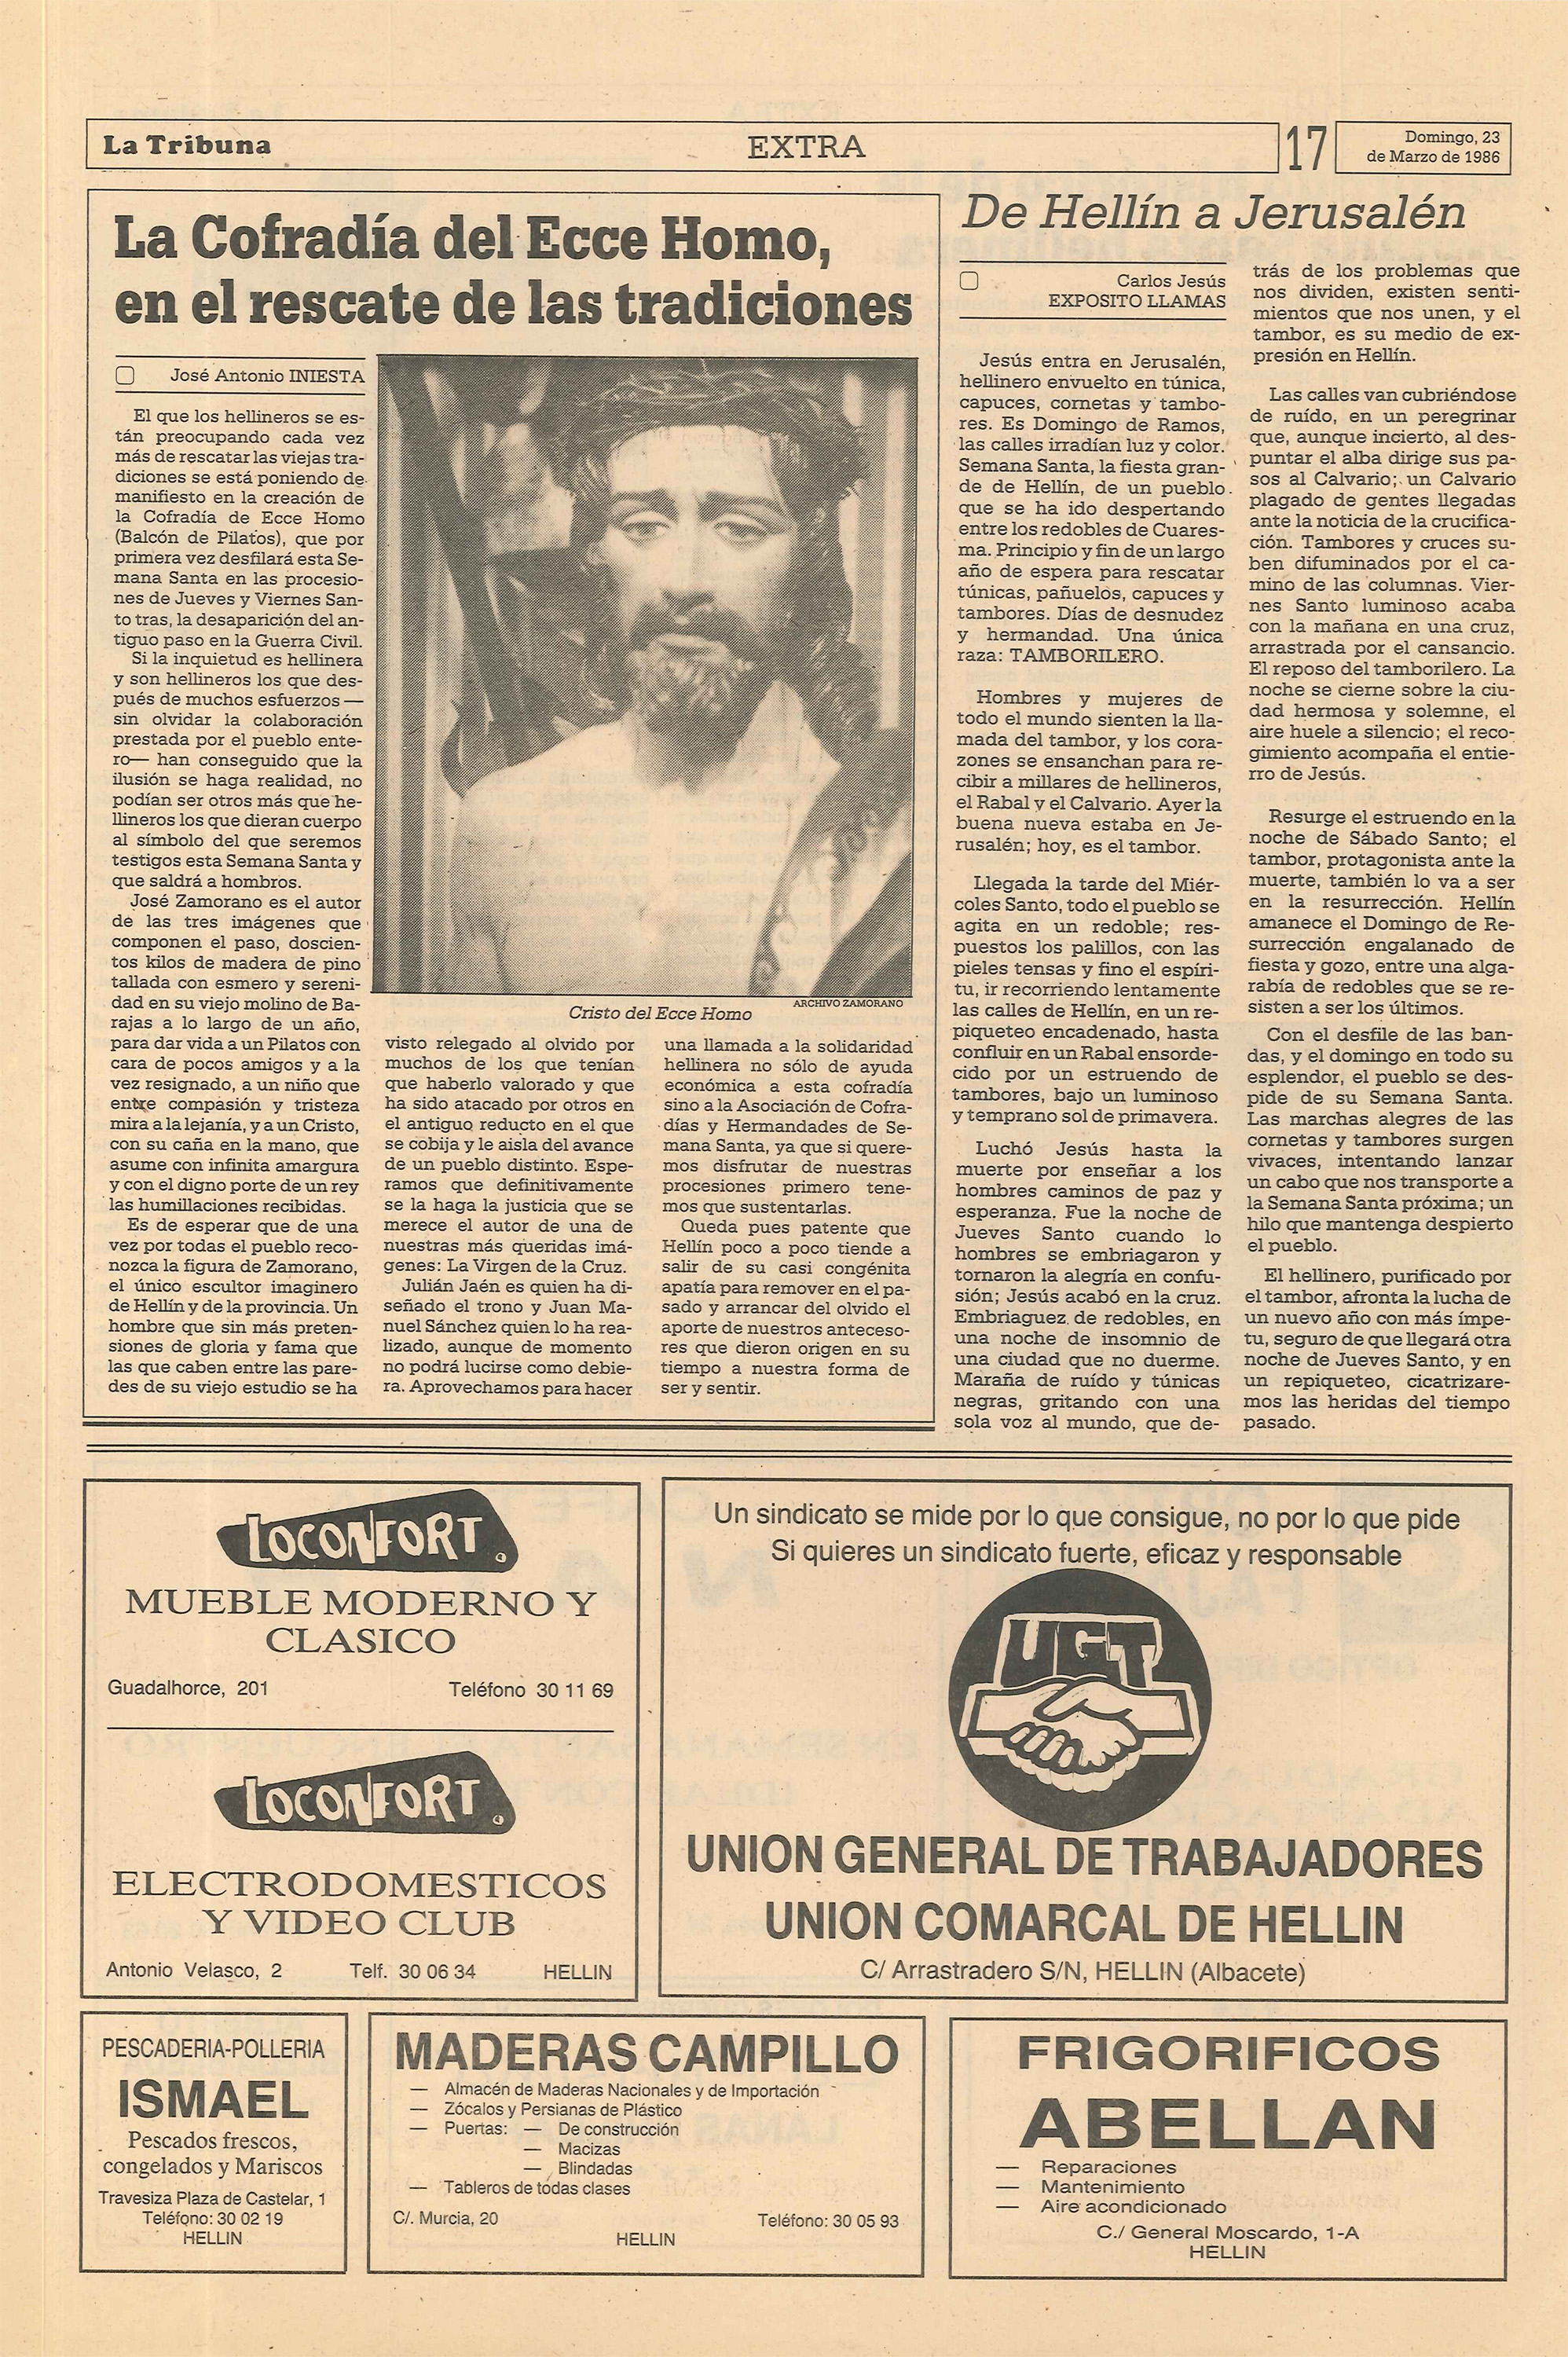 La Tribuna
EXTRA
17
Domingo, 23
de Marzo de 1986
La Cofradía del Ecce Homo,
en el rescate de las tradiciones
José Antonio INIESTA
El que los hellineros se es-
tán preocupando cada vez
más de rescatar las viejas tra-
diciones se está poniendo de
manifiesto en la creación de
la Cofradía de Ecce Homo
(Balcón de Pilatos), que por
primera vez desfilará esta Se-
mana Santa en las procesio-
nes de Jueves y Viernes San-
to tras, la desaparición del an-
tiguo paso en la Guerra Civil.
Si la inquietud es hellinera
y son hellineros los que des-
pués de muchos esfuerzos —
sin olvidar la colaboración
prestada por el pueblo ente-
ro— han conseguido que la
ilusión se haga realidad, no
podían ser otros más que he-
llineros los que dieran cuerpo
al símbolo del que seremos
testigos esta Semana Santa y
que saldrá a hombros.
José Zamorano es el autor
de las tres imágenes que
componen el paso, doscien-
tos kilos de madera de pino
tallada con esmero y sereni-
dad en su viejo molino de Ba-
rajas a lo largo de un año,
para dar vida a un Pilatos con
cara de pocos amigos y a la
vez resignado, a un niño que
entre compasión y tristeza
mira a la lejanía, y a un Cristo,
con su caña en la mano, que
asume con infinita amargura
y con el digno porte de un rey
las humillaciones recibidas.
Es de esperar que de una
vez por todas el pueblo reco-
nozca la figura de Zamorano,
el único escultor imaginero
de Hellín y de la provincia. Un
hombre que sin más preten-
siones de gloria y fama que
las que caben entre las pare-
des de su viejo estudio se ha
ARCHIVO ZAMORANO
Cristo del Ecce Homo
visto relegado al olvido por
muchos de los que tenían
que haberlo valorado y que
ha sido atacado por otros en
el antiguo reducto en el que
se cobija y le aisla del avance
de un pueblo distinto. Espe-
ramos que definitivamente
se la haga la justicia que se
merece el autor de una de
nuestras más queridas imá-
genes: La Virgen de la Cruz.
Julián Jaén es quien ha di-
señado el trono y Juan Ma-
nuel Sánchez quien lo ha rea-
lizado, aunque de momento
no podrá lucirse como debie-
ra. Aprovechamos para hacer
una llamada a la solidaridad
hellinera no sólo de ayuda
económica a esta cofradía
sino a la Asociación de Cofra-
días y Hermandades de Se-
mana Santa, ya que si quere-
mos disfrutar de nuestras
procesiones primero tene-
mos que sustentarlas.
Queda pues patente que
Hellín poco a poco tiende a
salir de su casi congénita
apatía para remover en el pa-
sado y arrancar del olvido el
aporte de nuestros anteceso-
res que dieron origen en su
tiempo a nuestra forma de
ser y sentir.
De Hellín a Jerusalén
Carlos Jesús
EXPOSITO LLAMAS
Jesús entra en Jerusalén,
hellinero envuelto en túnica,
capuces, cornetas y tambo-
res. Es Domingo de Ramos,
las calles irradían luz y color.
Semana Santa, la fiesta gran-
de de Hellín, de un pueblo
que se ha ido despertando
entre los redobles de Cuares-
ma. Principio y fin de un largo
año de espera para rescatar
túnicas, pañuelos, capuces y
tambores. Días de desnudez
y hermandad. Una única
raza: TAMBORILERO.
Hombres y mujeres de
todo el mundo sienten la lla-
mada del tambor, y los cora-
zones se ensanchan para re-
cibir a millares de hellineros,
el Rabal y el Calvario. Ayer la
buena nueva estaba en Je-
rusalén; hoy, es el tambor.
Llegada la tarde del Miér-
coles Santo, todo el pueblo se
agita en un redoble; res-
puestos los palillos, con las
pieles tensas y fino el espíri-
tu, ir recorriendo lentamente
las calles de Hellín, en un re-
piqueteo encadenado, hasta
confluir en un Rabal ensorde-
cido por un estruendo de
tambores, bajo un luminoso
y temprano sol de primavera.
Luchó Jesús hasta la
muerte por enseñar a los
hombres caminos de paz y
esperanza. Fue la noche de
Jueves Santo cuando lo
hombres se embriagaron y
tornaron la alegría en confu-
sión; Jesús acabó en la cruz.
Embriaguez de redobles, en
una noche de insomnio de
una ciudad que no duerme.
Maraña de ruído y túnicas
negras, gritando con una
sola voz al mundo, que de-
trás de los problemas que
nos dividen, existen senti-
mientos que nos unen, y el
tambor, es su medio de ex-
presión en Hellín.
Las calles van cubriéndose
de ruído, en un peregrinar
que, aunque incierto, al des-
puntar el alba dirige sus pa-
sos al Calvario; un Calvario
plagado de gentes llegadas
ante la noticia de la crucifica-
ción. Tambores y cruces su-
ben difuminados por el ca-
mino de las columnas. Vier-
nes Santo luminoso acaba
con la mañana en una cruz,
arrastrada por el cansancio.
El reposo del tamborilero. La
noche se cierne sobre la ciu-
dad hermosa y solemne, el
aire huele a silencio; el reco-
gimiento acompaña el entie-
rro de Jesús.
Resurge el estruendo en la
noche de Sábado Santo; el
tambor, protagonista ante la
muerte, también lo va a ser
en la resurrección. Hellín
amanece el Domingo de Re-
surrección engalanado de
fiesta y gozo, entre una alga-
rabía de redobles que se re-
sisten a ser los últimos.
Con el desfile de las ban-
das, y el domingo en todo su
esplendor, el pueblo se des-
pide de su Semana Santa.
Las marchas alegres de las
cornetas y tambores surgen
vivaces, intentando lanzar
un cabo que nos transporte a
la Semana Santa próxima; un
hilo que mantenga despierto
el pueblo.
El hellinero, purificado por
el tambor, afronta la lucha de
un nuevo año con más ímpe-
tu, seguro de que llegará otra
noche de Jueves Santo, y en
un repiqueteo, cicatrizare-
mos las heridas del tiempo
pasado.
LOCONFORT.
MUEBLE MODERNO Y
CLASICO
Guadalhorce, 201 Teléfono 30 11 69
LOCONFORT.
ELECTRODOMESTICOS
Y VIDEO CLUB
Antonio Velasco, 2 Telf. 30 06 34 HELLIN
Un sindicato se mide por lo que consigue, no por lo que pide
Si quieres un sindicato fuerte, eficaz y responsable
UGT
UNION GENERAL DE TRABAJADORES
UNION COMARCAL DE HELLIN
C/ Arrastradero S/N, HELLIN (Albacete)
PESCADERIA-POLLERIA
ISMAEL
Pescados frescos,
congelados y Mariscos
Travesiza Plaza de Castelar, 1
Teléfono: 30 02 19
HELLIN
MADERAS CAMPILLO
— Almacén de Maderas Nacionales y de Importación
— Zócalos y Persianas de Plástico
— Puertas: — De construcción
— Macizas
— Blindadas
— Tableros de todas clases
C/. Murcia, 20 Teléfono: 30 05 93
HELLIN
FRIGORIFICOS
ABELLAN
— Reparaciones
— Mantenimiento
— Aire acondicionado
C./ General Moscardo, 1-A
HELLIN